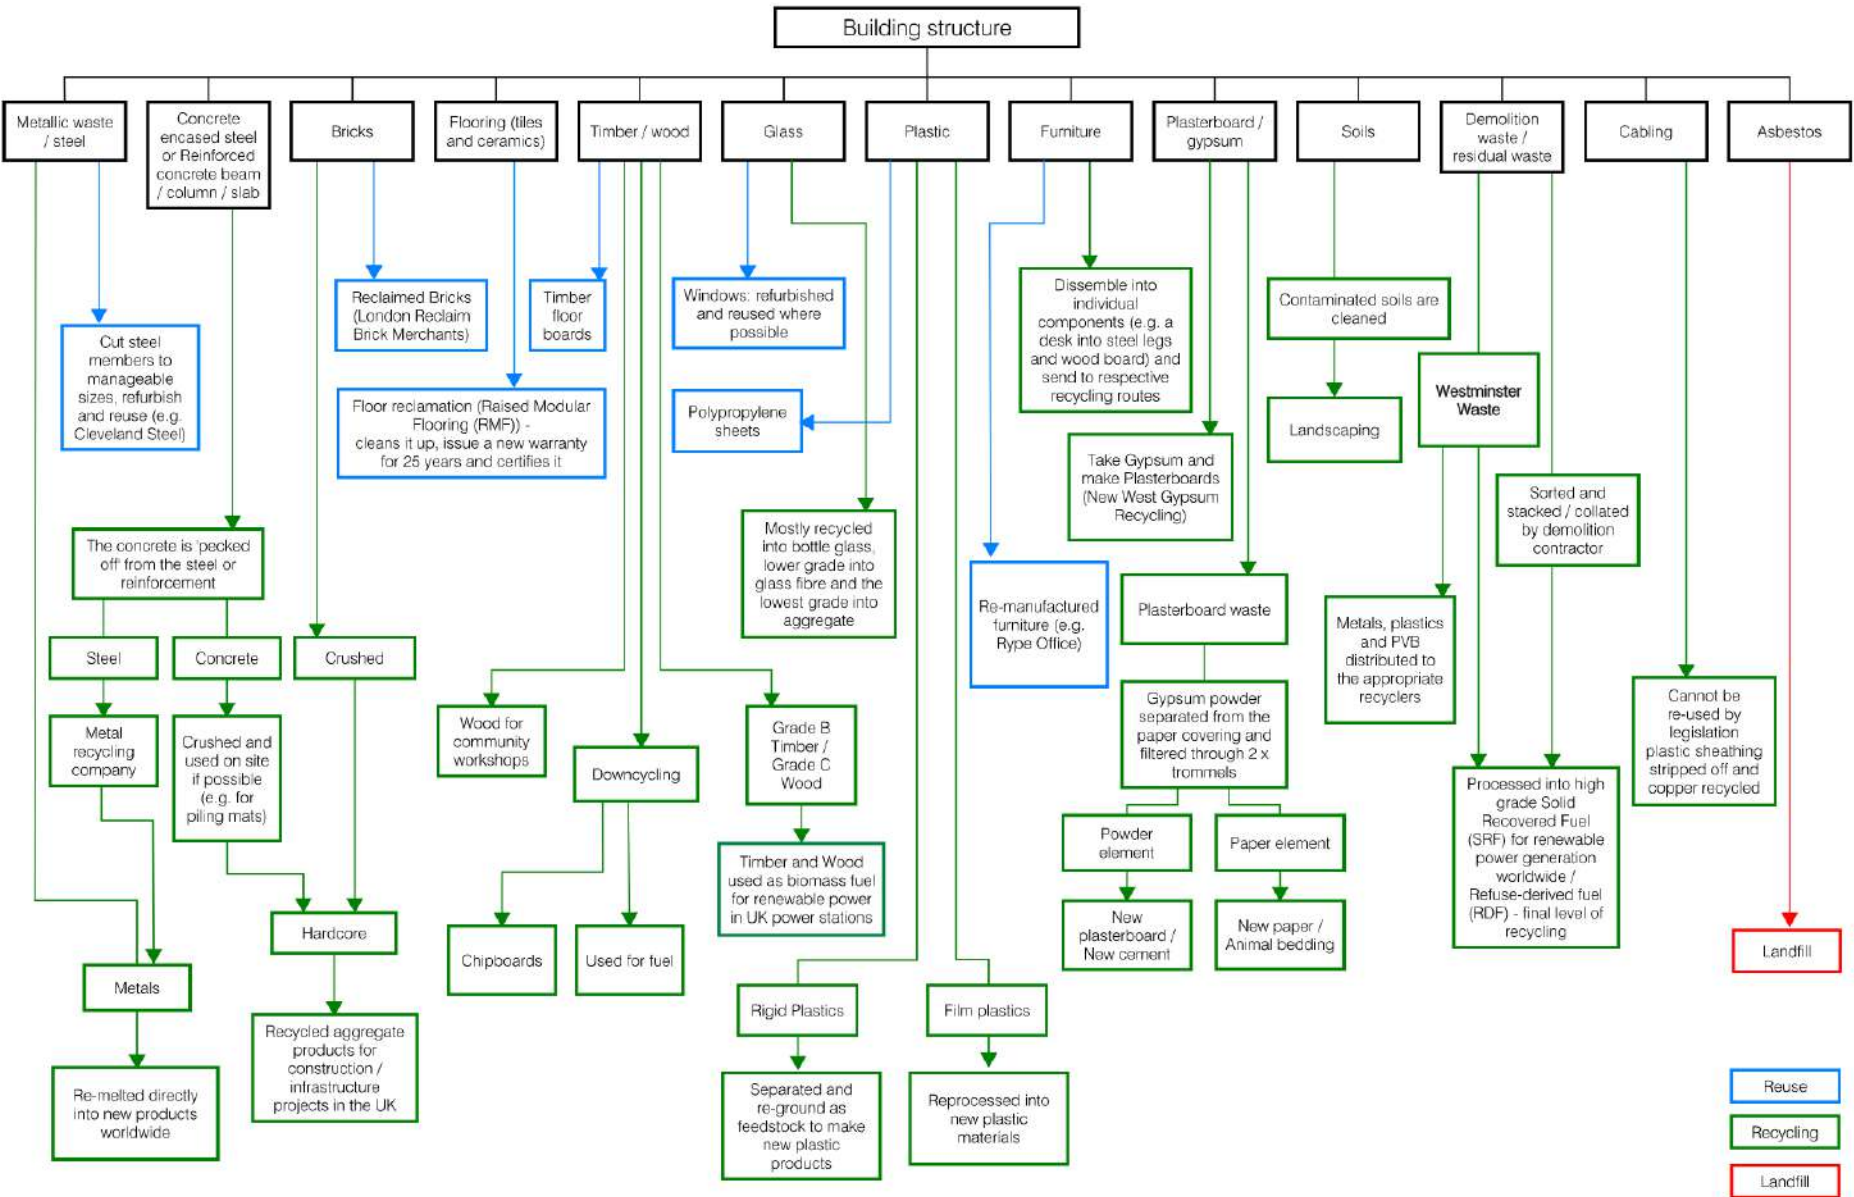 Building structure
Metallic waste
/ steel
Concrete
encased steel
or Reinforced
concrete beam
/ column / slab
Bricks
Flooring (tiles
and ceramics)
Timber / wood
Glass
Plastic
Furniture
Plasterboard /
gypsum
Soils
Demolition
waste /
residual waste
Cabling
Asbestos
Cut steel
members to
manageable
sizes, refurbish
and reuse (e.g.
Cleveland Steel)
Reclaimed Bricks
(London Reclaim
Brick Merchants)
Timber
floor
boards
Windows: refurbished
and reused where
possible
Dissemble into
individual
components (e.g. a
desk into steel legs
and wood board) and
send to respective
recycling routes
Contaminated soils are
cleaned
Westminster
Waste
Floor reclamation (Raised Modular
Flooring (RMF)) -
cleans it up, issue a new warranty
for 25 years and certifies it
Polypropylene
sheets
Landscaping
Take Gypsum and
make Plasterboards
(New West Gypsum
Recycling)
Sorted and
stacked / collated
by demolition
contractor
The concrete is 'pecked
off' from the steel or
reinforcement
Mostly recycled
into bottle glass,
lower grade into
glass fibre and the
lowest grade into
aggregate
Re-manufactured
furniture (e.g.
Rype Office)
Plasterboard waste
Metals, plastics
and PVB
distributed to
the appropriate
recyclers
Steel
Concrete
Crushed
Gypsum powder
separated from the
paper covering and
filtered through 2 x
trommels
Cannot be
re-used by
legislation
plastic sheathing
stripped off and
copper recycled
Metal
recycling
company
Crushed and
used on site
if possible
(e.g. for
piling mats)
Wood for
community
workshops
Downcycling
Grade B
Timber /
Grade C
Wood
Processed into high
grade Solid
Recovered Fuel
(SRF) for renewable
power generation
worldwide /
Refuse-derived fuel
(RDF) - final level of
recycling
Powder
element
Paper element
Timber and Wood
used as biomass fuel
for renewable power
in UK power stations
Hardcore
Chipboards
Used for fuel
New
plasterboard /
New cement
New paper /
Animal bedding
Landfill
Metals
Rigid Plastics
Film plastics
Recycled aggregate
products for
construction /
infrastructure
projects in the UK
Re-melted directly
into new products
worldwide
Separated and
re-ground as
feedstock to make
new plastic
products
Reprocessed into
new plastic
materials
Reuse
Recycling
Landfill